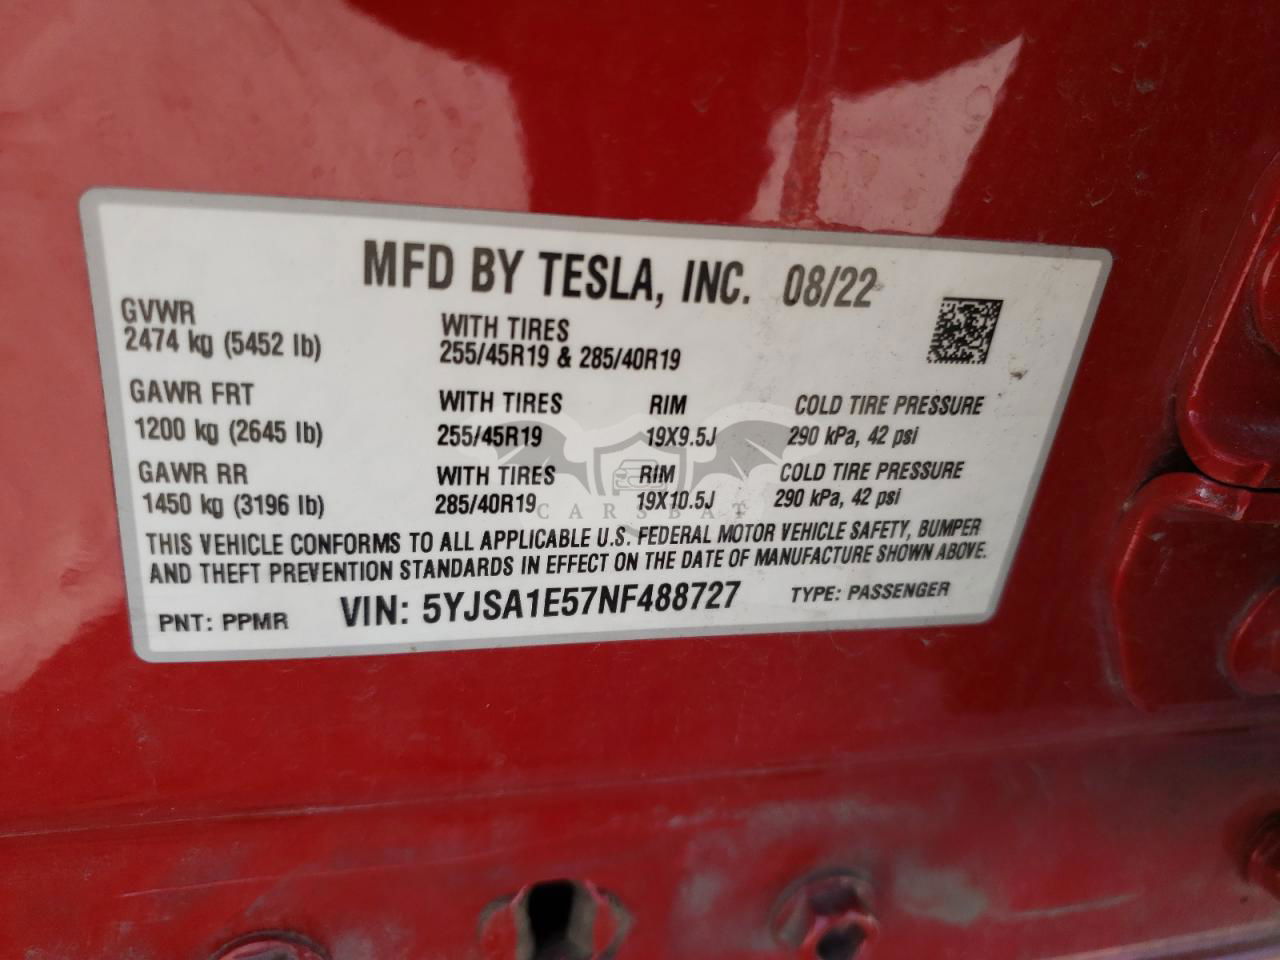 MFD BY TESLA, INC. 08/22
GVWR
2474 kg (5452 lb)
WITH TIRES
255/45R19 & 285/40R19
GAWR FRT
1200 kg (2645 lb)
WITH TIRES
255/45R19
RIM
19X9.5J
COLD TIRE PRESSURE
290 kPa, 42 psi
GAWR RR
1450 kg (3196 lb)
WITH TIRES
285/40R19
RIM
19X10.5J
COLD TIRE PRESSURE
290 kPa, 42 psi
CARSBAT
THIS VEHICLE CONFORMS TO ALL APPLICABLE U.S. FEDERAL MOTOR VEHICLE SAFETY, BUMPER
AND THEFT PREVENTION STANDARDS IN EFFECT ON THE DATE OF MANUFACTURE SHOWN ABOVE.
PNT: PPMR VIN: 5YJSA1E57NF488727 TYPE: PASSENGER